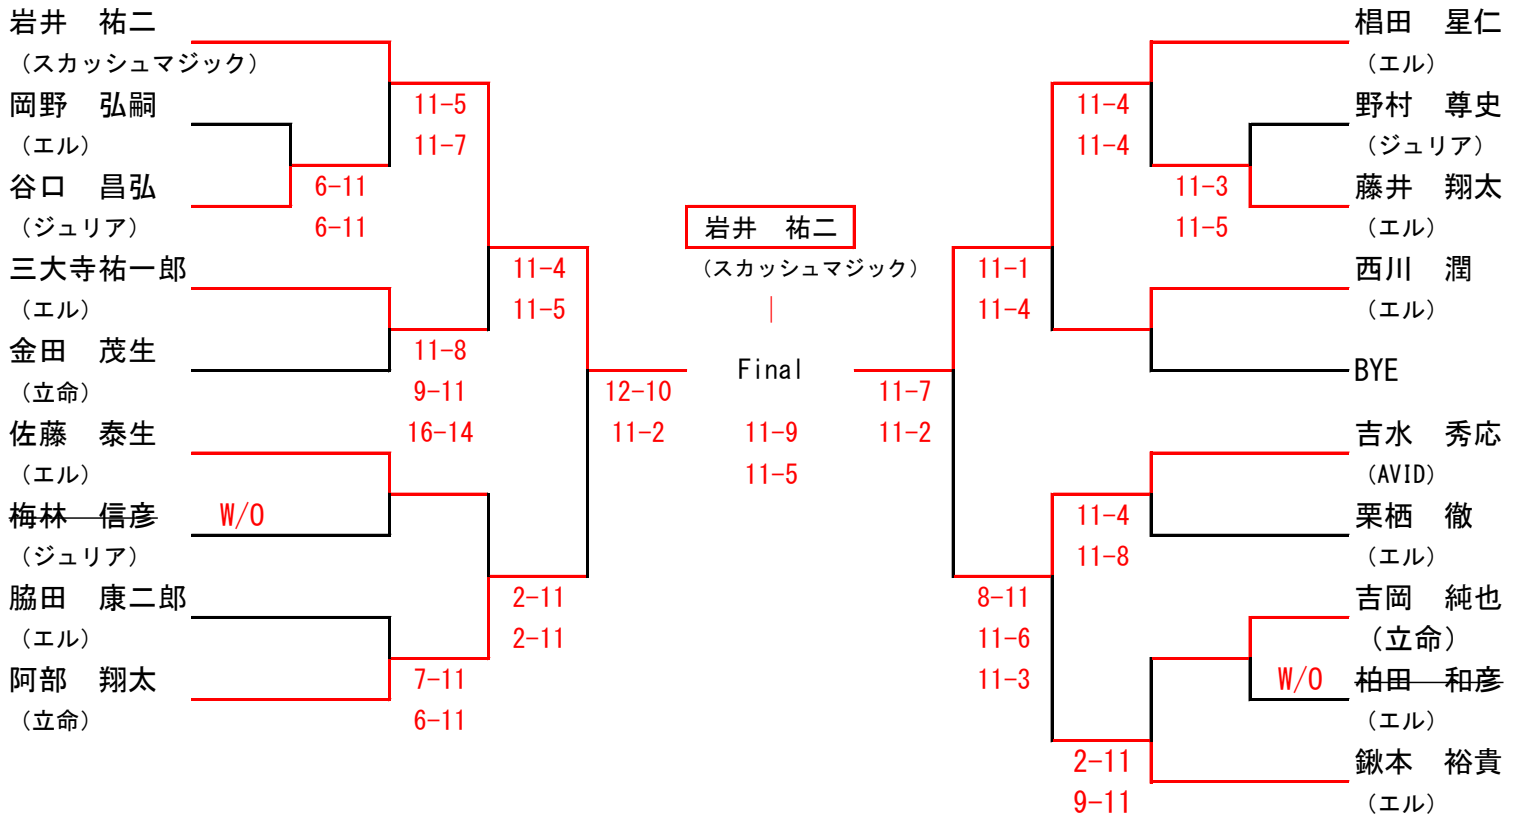 岩井　祐二
（スカッシュマジック）
岡野　弘嗣
（エル）
谷口　昌弘
（ジュリア）
三大寺祐一郎
（エル）
金田　茂生
（立命）
佐藤　泰生
（エル）
梅林　信彦
（ジュリア）
脇田　康二郎
（エル）
阿部　翔太
（立命）
W/O
6-11
6-11
11-5
11-7
11-8
9-11
16-14
7-11
6-11
11-4
11-5
2-11
2-11
12-10
11-2
岩井　祐二
（スカッシュマジック）
Final
11-9
11-5
11-7
11-2
11-1
11-4
8-11
11-6
11-3
11-4
11-4
11-4
11-8
2-11
9-11
11-3
11-5
W/O
椙田　星仁
（エル）
野村　尊史
（ジュリア）
藤井　翔太
（エル）
西川　潤
（エル）
BYE
吉水　秀応
（AVID）
栗栖　徹
（エル）
吉岡　純也
（立命）
柏田　和彦
（エル）
鍬本　裕貴
（エル）